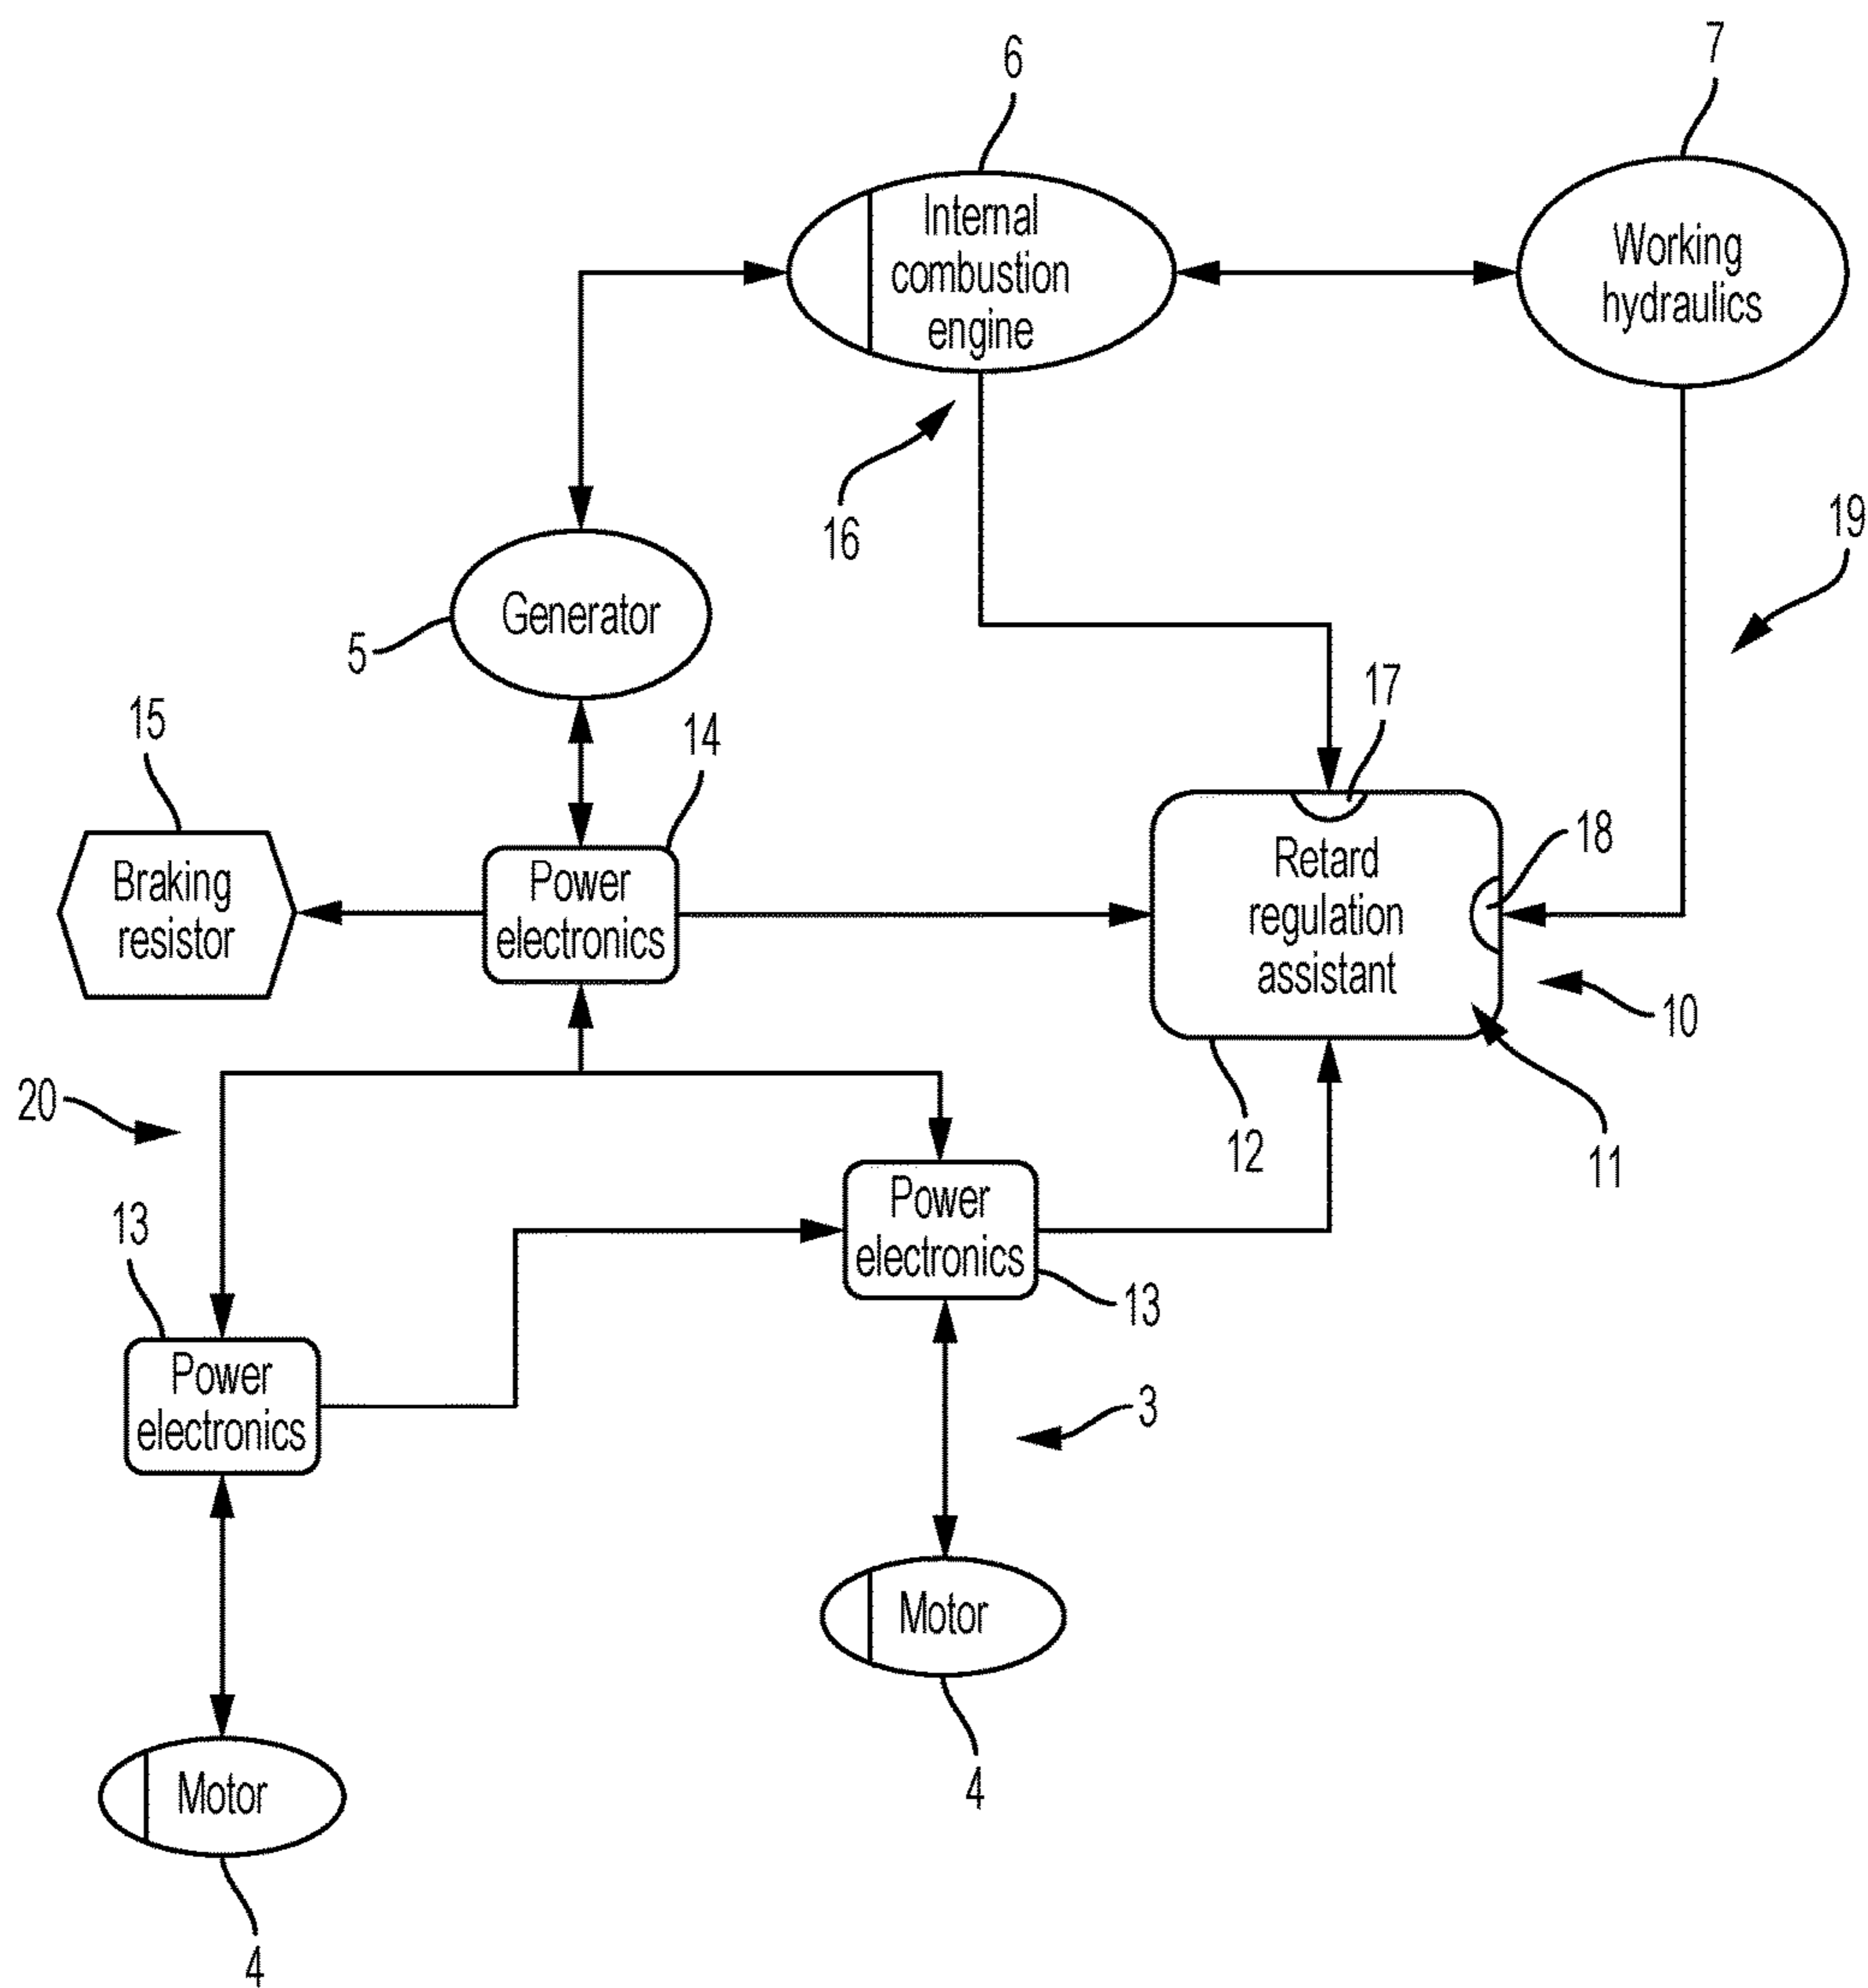 6
7
Internal
combustion
engine
Working
hydraulics
16
19
Generator
5
17
15
14
18
Braking
resistor
Power
electronics
Retard
regulation
assistant
10
20
12
11
13
Power
electronics
13
Power
electronics
3
Motor
Motor
4
4